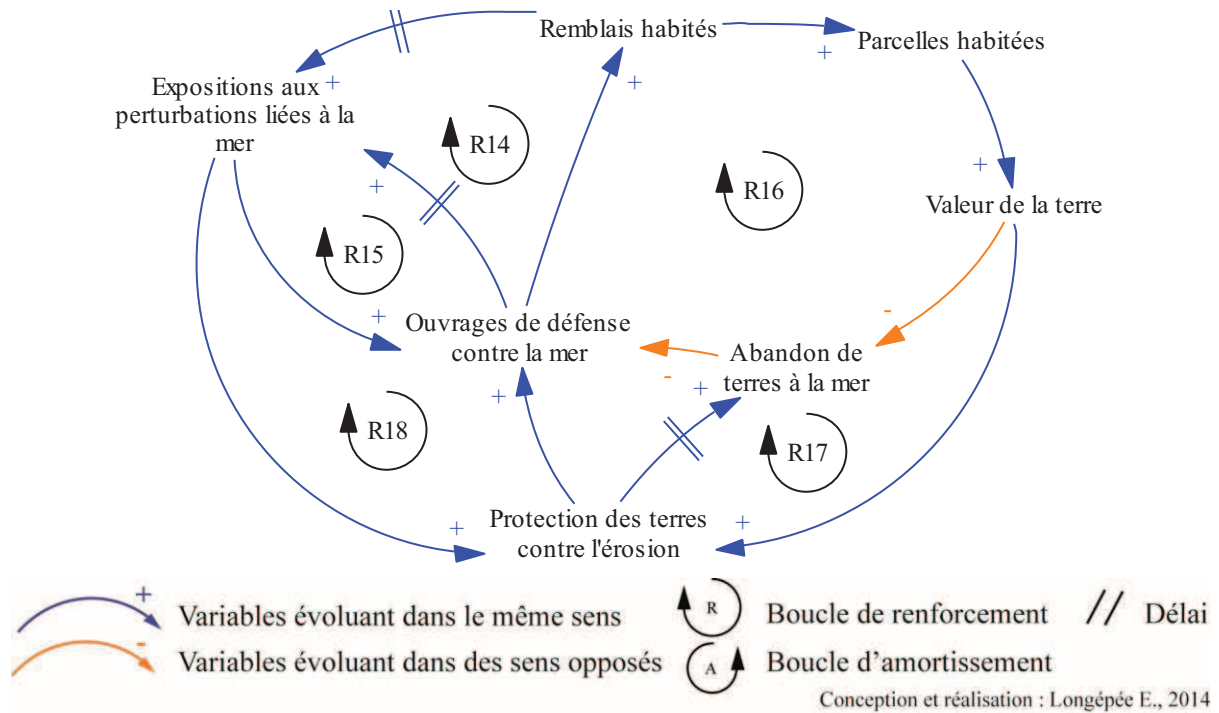 Remblais habités
+
Parcelles habitées
+
Expositions aux
perturbations liées à la
mer
R14
+
R16
+
+
Valeur de la terre
R15
+
Ouvrages de défense
contre la mer
-
Abandon de
terres à la mer
-
+
+
R18
R17
Protection des terres
contre l'érosion
+
+
+ Variables évoluant dans le même sens
- Variables évoluant dans des sens opposés
R Boucle de renforcement
A Boucle d'amortissement
// Délai
Conception et réalisation : Longépée E., 2014